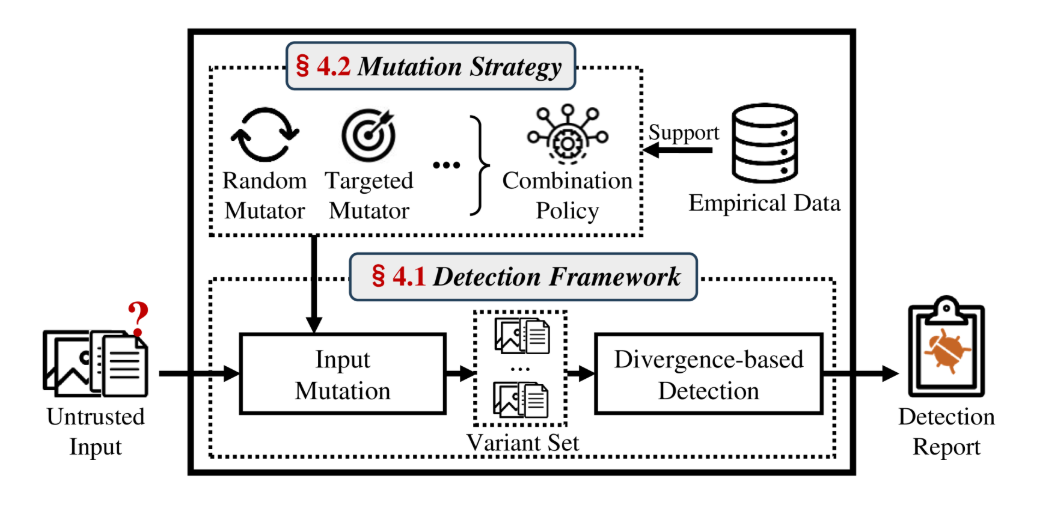 § 4.2 Mutation Strategy
Random
Mutator
Targeted
Mutator
...
Combination
Policy
Support
Empirical Data
§ 4.1 Detection Framework
?
Untrusted
Input
Input
Mutation
...
Variant Set
Divergence-based
Detection
Detection
Report